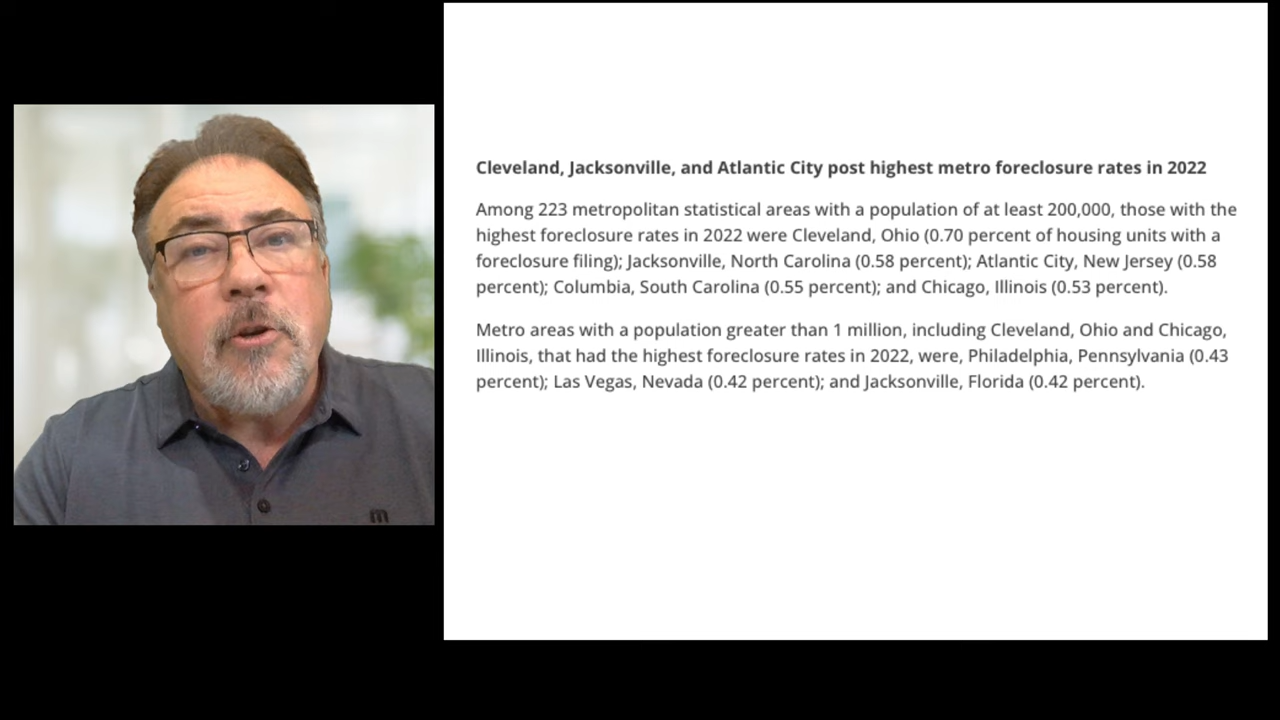 Cleveland, Jacksonville, and Atlantic City post highest metro foreclosure rates in 2022
Among 223 metropolitan statistical areas with a population of at least 200,000, those with the
highest foreclosure rates in 2022 were Cleveland, Ohio (0.70 percent of housing units with a
foreclosure filing); Jacksonville, North Carolina (0.58 percent); Atlantic City, New Jersey (0.58
percent); Columbia, South Carolina (0.55 percent); and Chicago, Illinois (0.53 percent).
Metro areas with a population greater than 1 million, including Cleveland, Ohio and Chicago,
Illinois, that had the highest foreclosure rates in 2022, were, Philadelphia, Pennsylvania (0.43
percent); Las Vegas, Nevada (0.42 percent); and Jacksonville, Florida (0.42 percent).